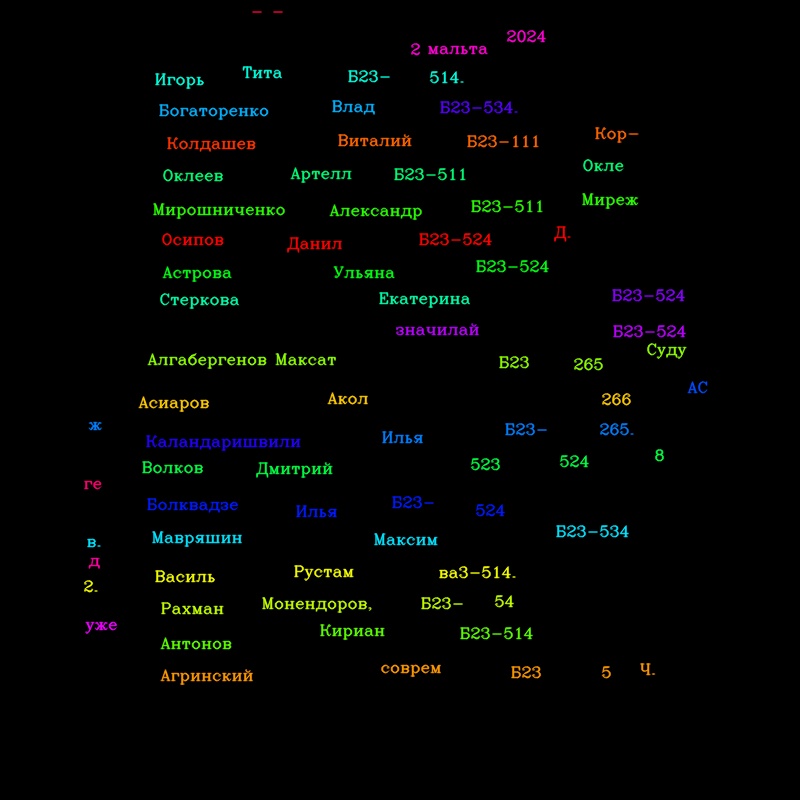 – –
2 мальта 2024
Игорь Тита Б23– 514.
Богаторенко Влад Б23–534.
Колдашев Виталий Б23–111 Кор–
Оклеев Артелл Б23–511 Окле
Мирошниченко Александр Б23–511 Миреж
Осипов Данил Б23–524 Д.
Астрова Ульяна Б23–524
Стеркова Екатерина Б23–524
значилай Б23–524
Алгабергенов Максат Б23 265 Суду
Асиаров Акол 266 АС
ж Каландаришвили Илья Б23– 265.
Волков Дмитрий 523 524 8
ге
Болквадзе Илья Б23– 524
в. Мавряшин Максим Б23–534
д
2. Василь Рустам ва3–514.
Рахман Монендоров, Б23– 54
уже Антонов Кириан Б23–514
Агринский соврем Б23 5 Ч.